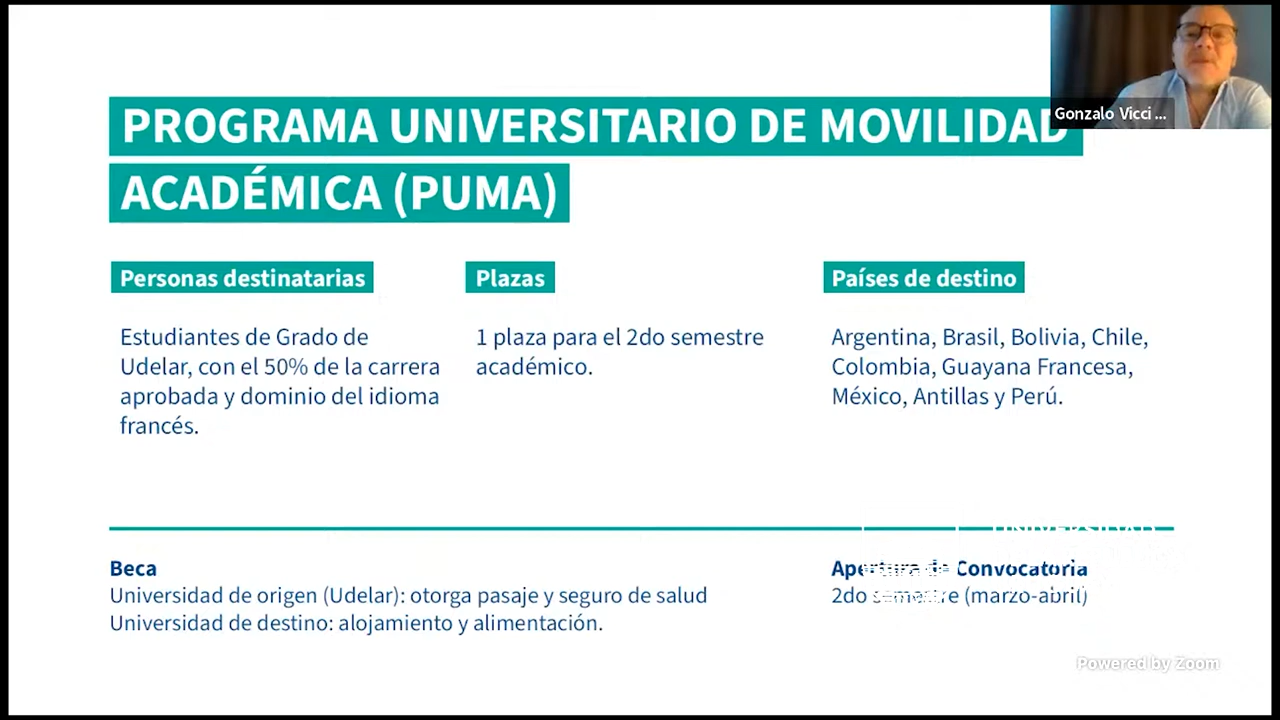 PROGRAMA UNIVERSITARIO DE MOVILIDAD
ACADÉMICA (PUMA)
Gonzalo Vicci ...
Personas destinatarias
Estudiantes de Grado de
Udelar, con el 50% de la carrera
aprobada y dominio del idioma
francés.
Plazas
1 plaza para el 2do semestre
académico.
Países de destino
Argentina, Brasil, Bolivia, Chile,
Colombia, Guayana Francesa,
México, Antillas y Perú.
Beca
Universidad de origen (Udelar): otorga pasaje y seguro de salud
Universidad de destino: alojamiento y alimentación.
Apertura de Convocatoria
2do semestre (marzo-abril)
Powered by Zoom